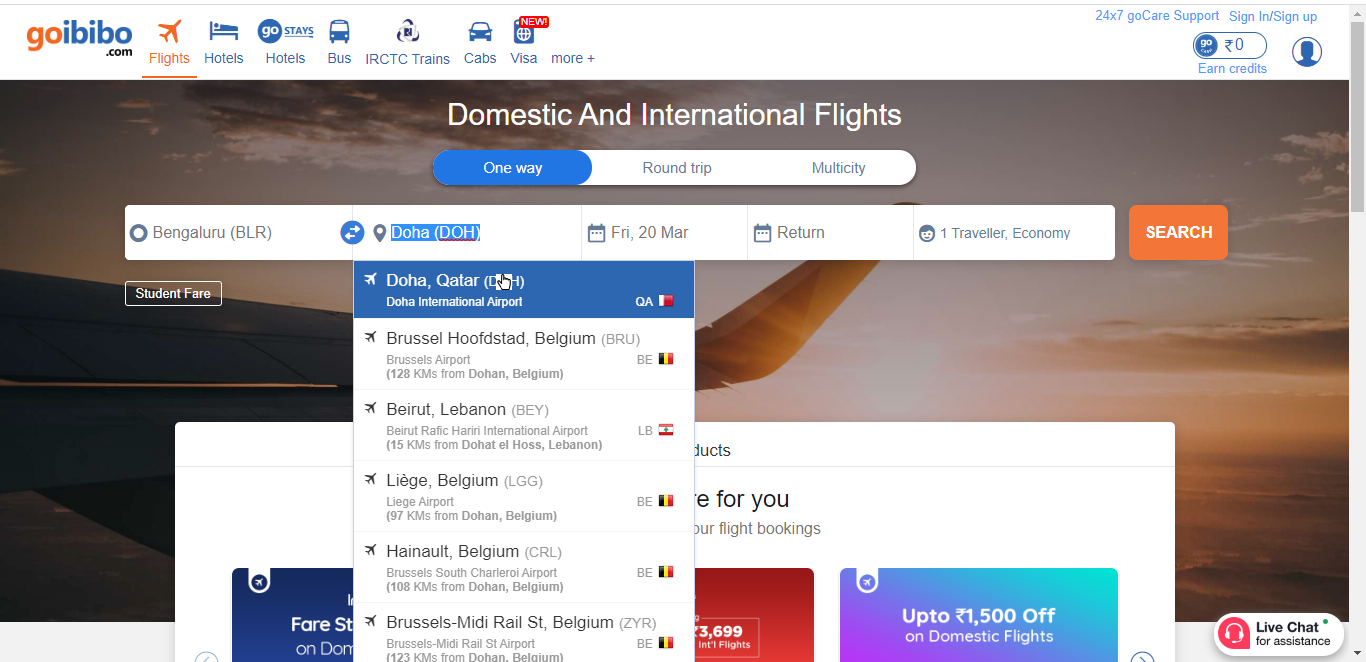 24x7 goCare Support Sign In/Sign up
goibibo
.com
Flights
Hotels
go STAYS
Hotels
Bus
IRCTC Trains
Cabs
NEW!
Visa
more +
go
CASH
₹0
Earn credits
Domestic And International Flights
One way Round trip Multicity
Bengaluru (BLR) Doha (DOH) Fri, 20 Mar Return 1 Traveller, Economy SEARCH
Student Fare
Doha, Qatar
Doha International Airport QA
Brussel Hoofdstad, Belgium (BRU)
Brussels Airport BE
(128 KMs from Dohan, Belgium)
Beirut, Lebanon (BEY)
Beirut Rafic Hariri International Airport LB
(15 KMs from Dohat el Hoss, Lebanon)
Liège, Belgium (LGG)
Liege Airport BE
(97 KMs from Dohan, Belgium)
Hainault, Belgium (CRL)
Brussels South Charleroi Airport BE
(108 KMs from Dohan, Belgium)
Brussels-Midi Rail St, Belgium (ZYR)
Brussels-Midi Rail St Airport BE
(123 KMs from Dohan, Belgium)
ducts
e for you
our flight bookings
Fare St
on Dom
₹3,699
Int'l Flights
Upto ₹1,500 Off
on Domestic Flights
Live Chat
for assistance